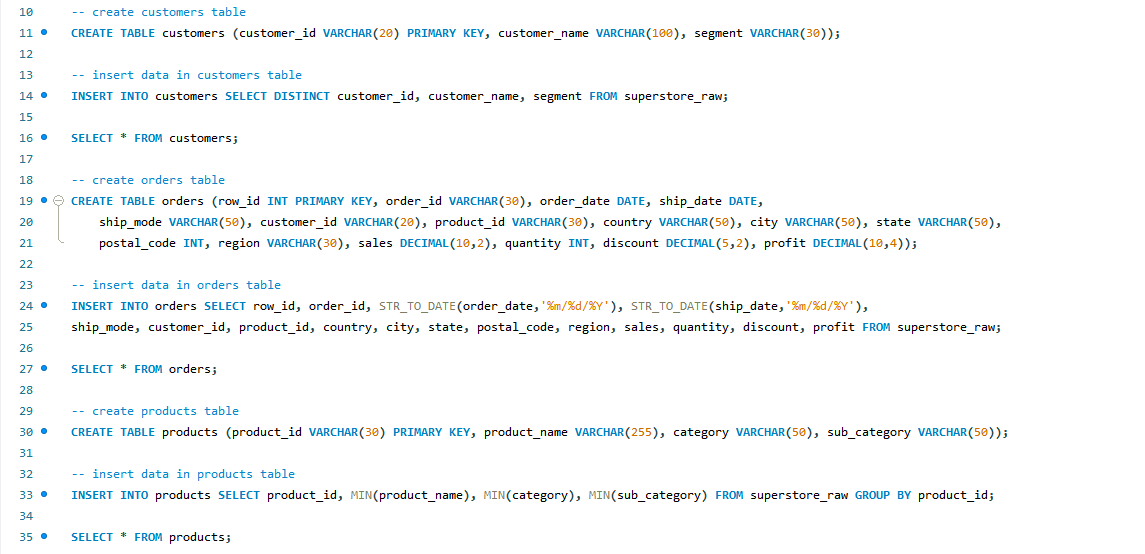 10 -- create customers table
11 CREATE TABLE customers (customer_id VARCHAR(20) PRIMARY KEY, customer_name VARCHAR(100), segment VARCHAR(30));
12
13 -- insert data in customers table
14 INSERT INTO customers SELECT DISTINCT customer_id, customer_name, segment FROM superstore_raw;
15
16 SELECT * FROM customers;
17
18 -- create orders table
19 CREATE TABLE orders (row_id INT PRIMARY KEY, order_id VARCHAR(30), order_date DATE, ship_date DATE,
20 ship_mode VARCHAR(50), customer_id VARCHAR(20), product_id VARCHAR(30), country VARCHAR(50), city VARCHAR(50), state VARCHAR(50),
21 postal_code INT, region VARCHAR(30), sales DECIMAL(10,2), quantity INT, discount DECIMAL(5,2), profit DECIMAL(10,4));
22
23 -- insert data in orders table
24 INSERT INTO orders SELECT row_id, order_id, STR_TO_DATE(order_date,'%m/%d/%Y'), STR_TO_DATE(ship_date,'%m/%d/%Y'),
25 ship_mode, customer_id, product_id, country, city, state, postal_code, region, sales, quantity, discount, profit FROM superstore_raw;
26
27 SELECT * FROM orders;
28
29 -- create products table
30 CREATE TABLE products (product_id VARCHAR(30) PRIMARY KEY, product_name VARCHAR(255), category VARCHAR(50), sub_category VARCHAR(50));
31
32 -- insert data in products table
33 INSERT INTO products SELECT product_id, MIN(product_name), MIN(category), MIN(sub_category) FROM superstore_raw GROUP BY product_id;
34
35 SELECT * FROM products;